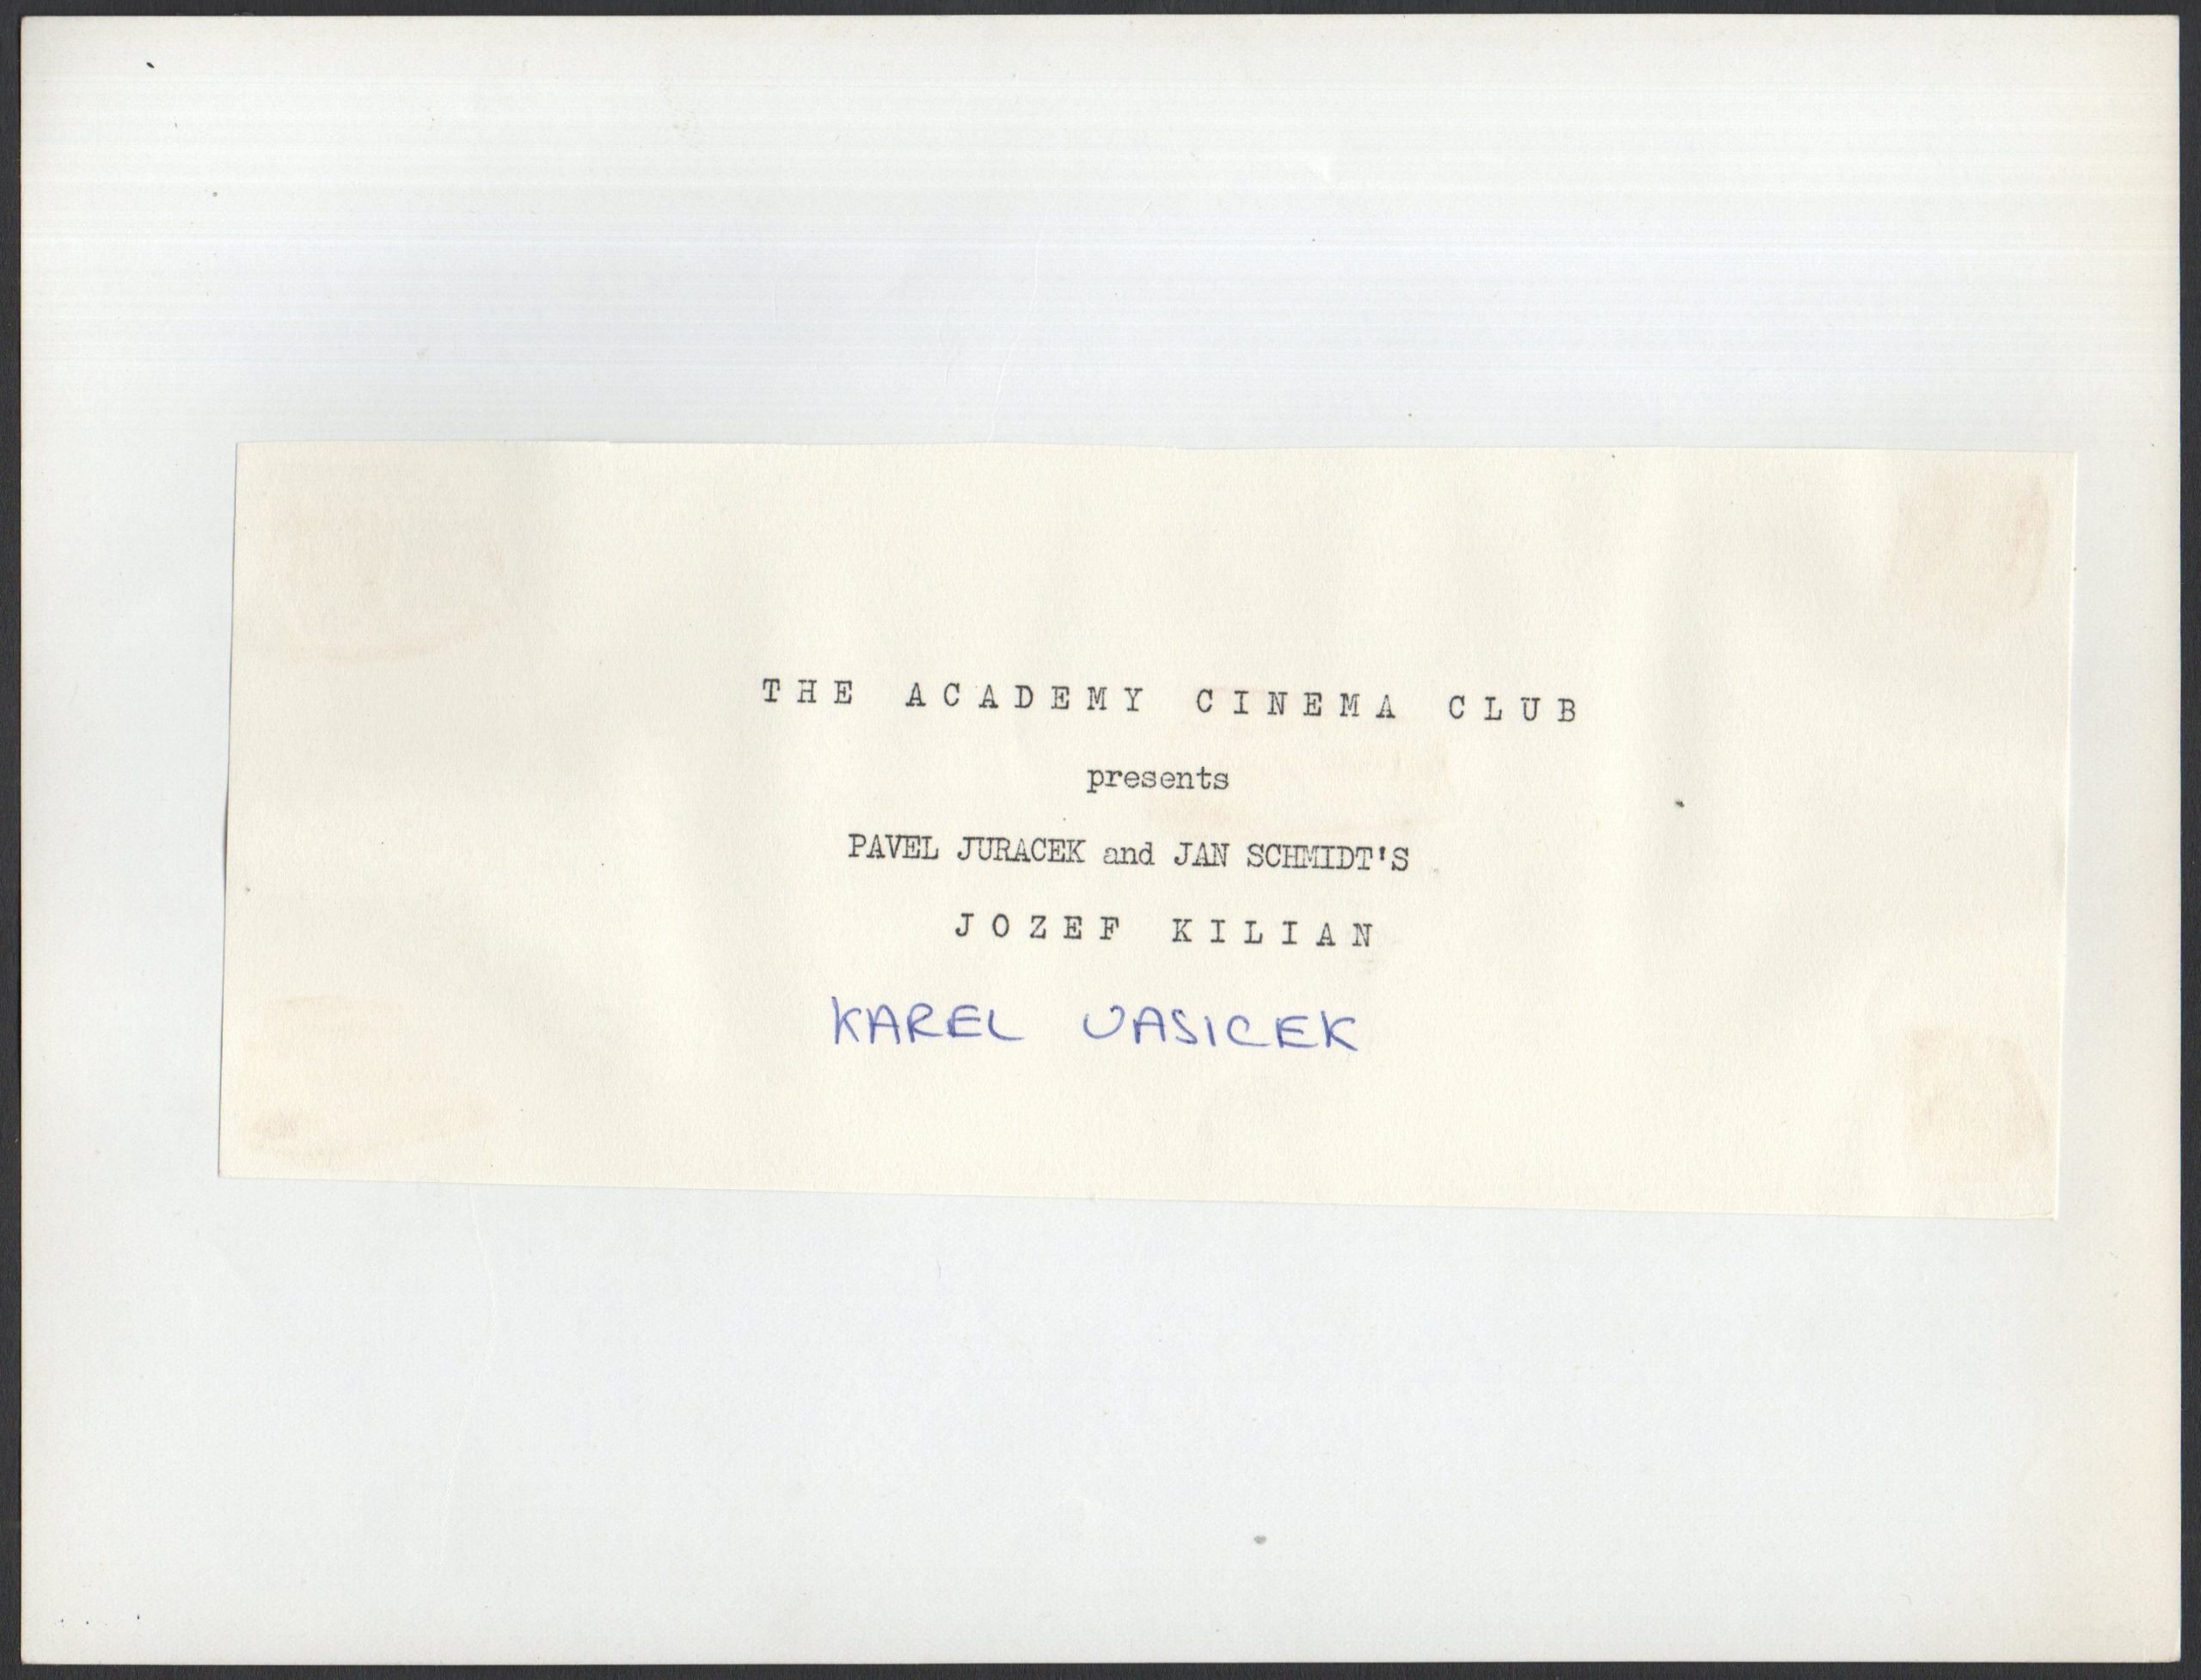 THE ACADEMY CINEMA CLUB
presents
PAVEL JURACEK and JAN SCHMIDT'S
JOZEF KILIAN
KAREL VASICEK